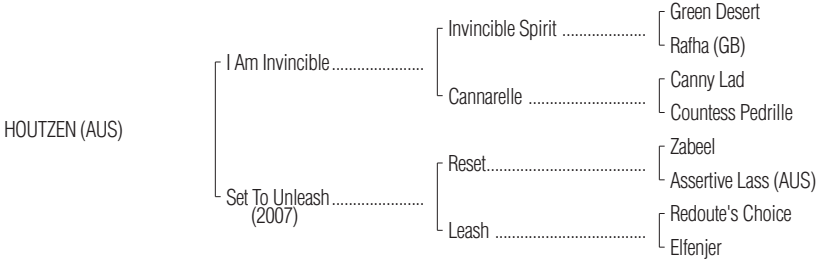 Green Desert
Invincible Spirit ....................
Rafha (GB)
I Am Invincible......................
Canny Lad
Cannarelle ............................
Countess Pedrille
HOUTZEN (AUS)
Zabeel
Reset......................................
Assertive Lass (AUS)
Set To Unleash......................
(2007)
Redoute's Choice
Leash ....................................
Elfenjer